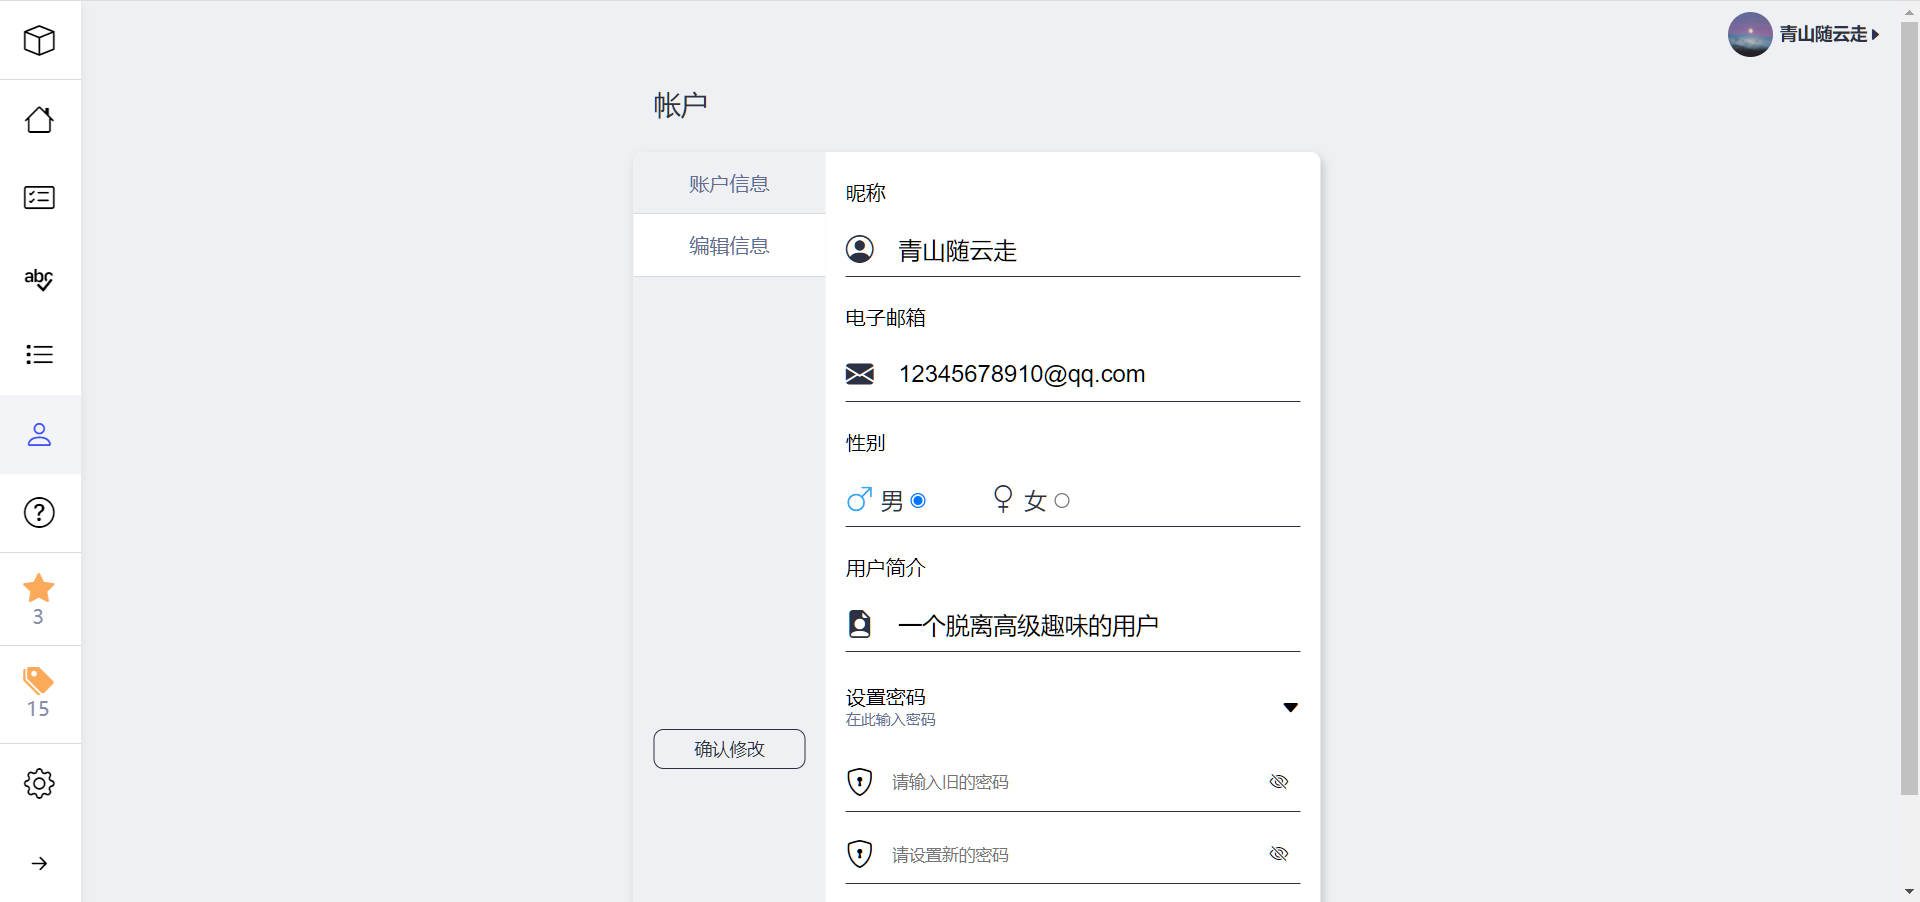 青山随云走
帐户
账户信息
编辑信息
确认修改
昵称
青山随云走
电子邮箱
12345678910@qq.com
性别
男
女
用户简介
一个脱离高级趣味的用户
设置密码
在此输入密码
请输入旧的密码
请设置新的密码
abc
?
3
15